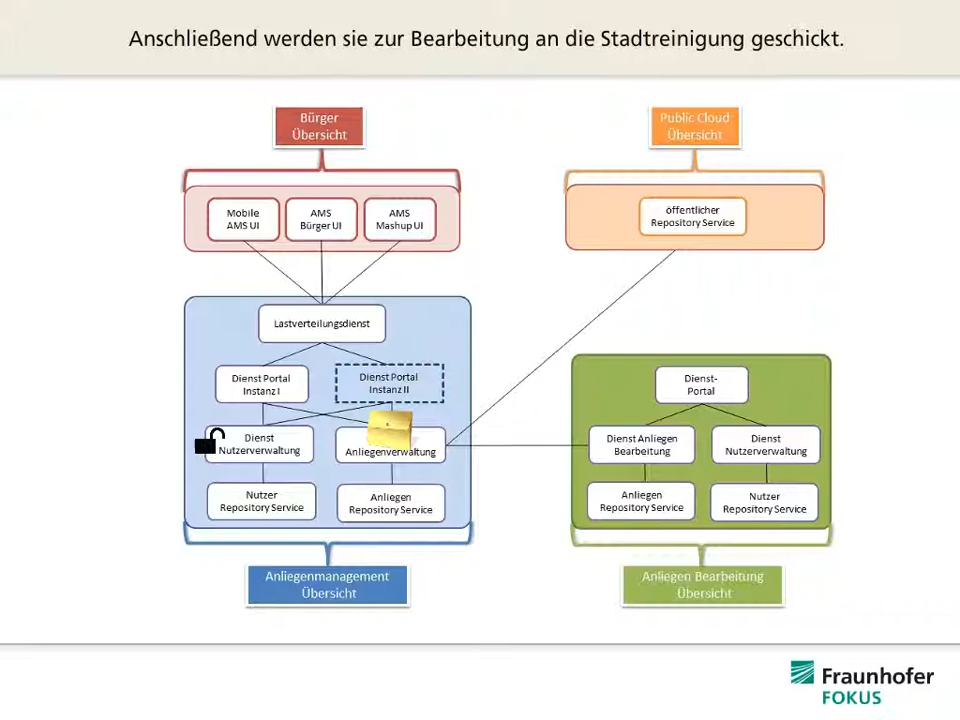 Anschließend werden sie zur Bearbeitung an die Stadtreinigung geschickt.
Bürger
Übersicht
Public Cloud
Übersicht
Mobile
AMS UI
AMS
Bürger UI
AMS
Mashup UI
öffentlicher
Repository Service
Lastverteilungsdienst
Dienst Portal
Instanz I
Dienst Portal
Instanz II
Dienst-
Portal
Dienst
Nutzerverwaltung
Anliegenverwaltung
Dienst Anliegen
Bearbeitung
Dienst
Nutzerverwaltung
Nutzer
Repository Service
Anliegen
Repository Service
Anliegen
Repository Service
Nutzer
Repository Service
Anliegenmanagement
Übersicht
Anliegen Bearbeitung
Übersicht
Fraunhofer
FOKUS